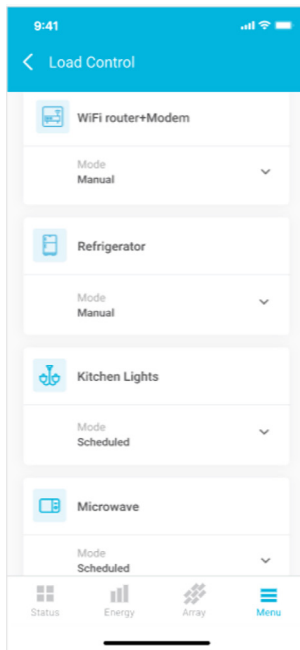 9:41
Load Control
WiFi router+Modem
Mode
Manual
Refrigerator
Mode
Manual
Kitchen Lights
Mode
Scheduled
Microwave
Mode
Scheduled
Status Energy Array Menu